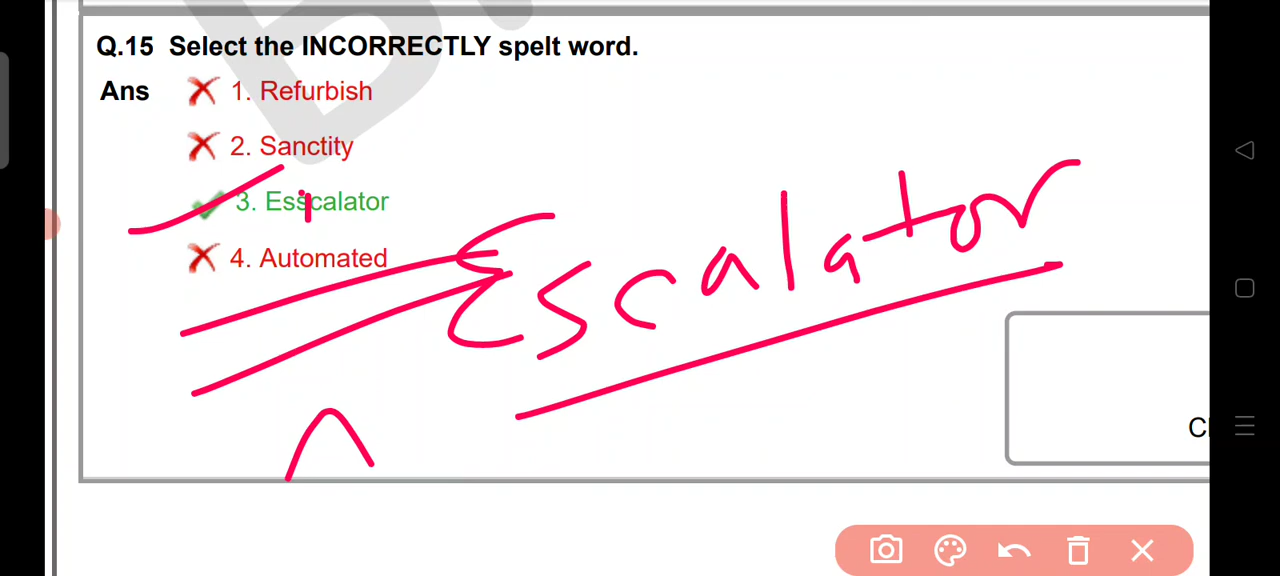 Q.15 Select the INCORRECTLY spelt word.
Ans 1. Refurbish
2. Sanctity
3. Esscalator
4. Automated
Escalator